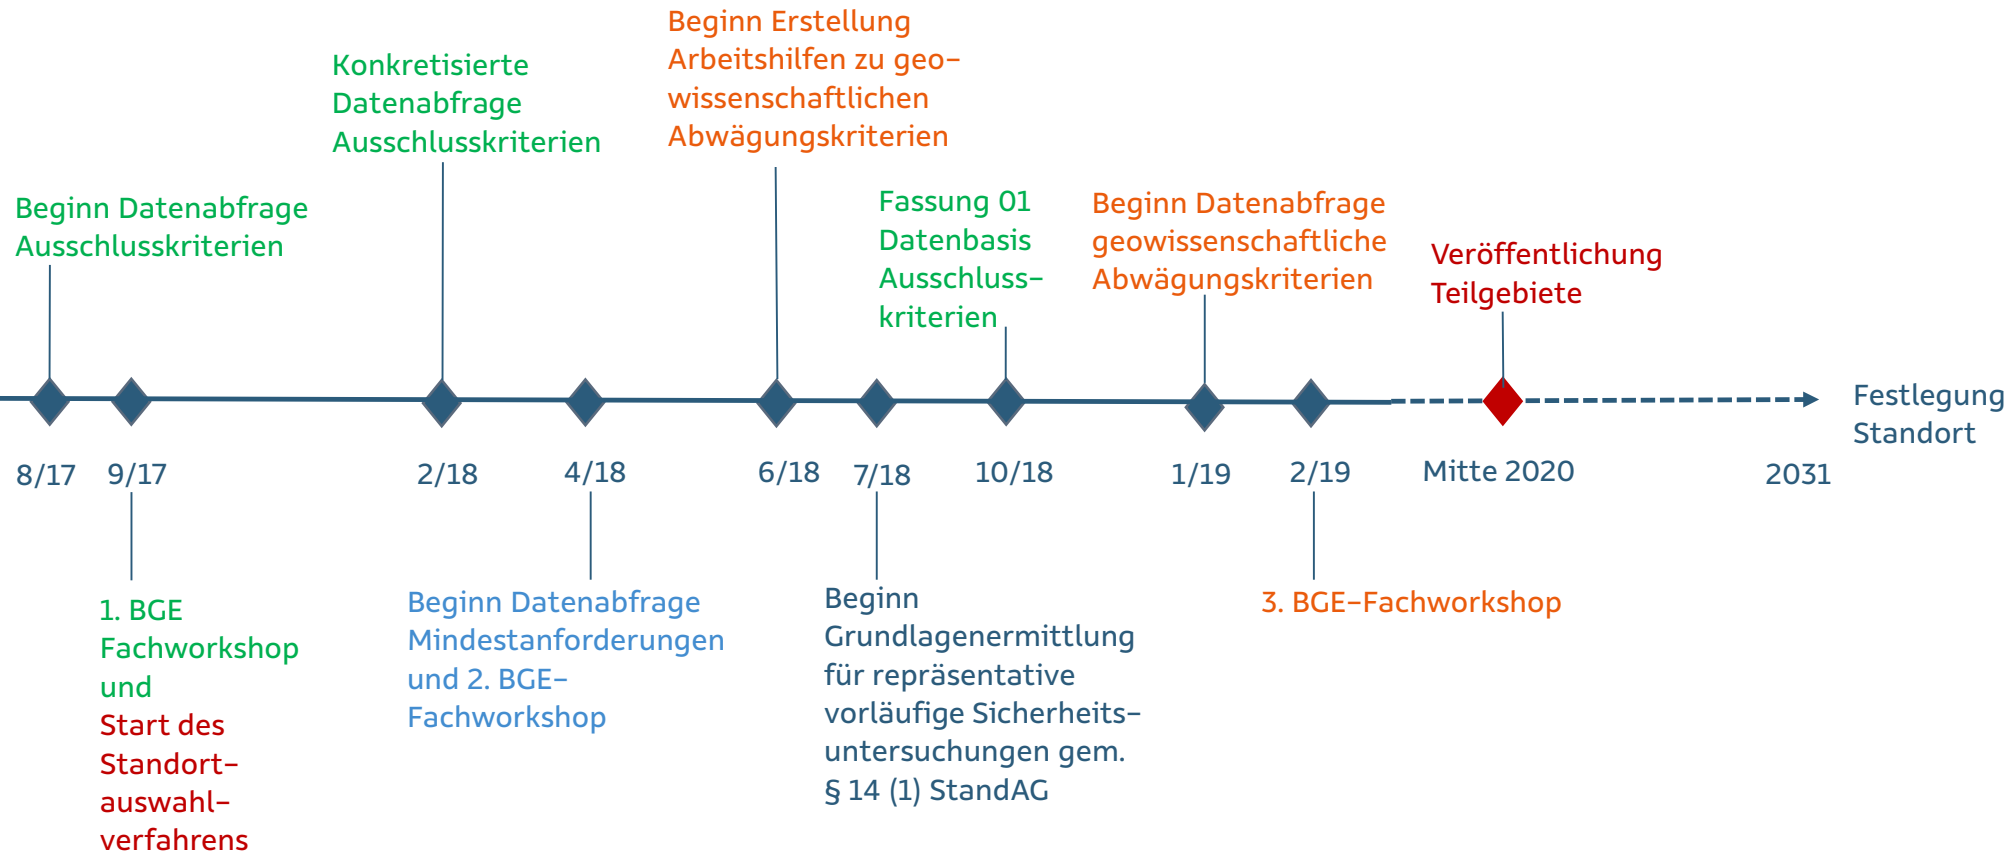 Beginn Datenabfrage
Ausschlusskriterien
Konkretisierte
Datenabfrage
Ausschlusskriterien
Beginn Erstellung
Arbeitshilfen zu geo-
wissenschaftlichen
Abwägungskriterien
Fassung 01
Datenbasis
Ausschluss-
kriterien
Beginn Datenabfrage
geowissenschaftliche
Abwägungskriterien
Veröffentlichung
Teilgebiete
Festlegung
Standort
8/17
9/17
2/18
4/18
6/18
7/18
10/18
1/19
2/19
Mitte 2020
2031
1. BGE
Fachworkshop
und
Start des
Standort-
auswahl-
verfahrens
Beginn Datenabfrage
Mindestanforderungen
und 2. BGE-
Fachworkshop
Beginn
Grundlagenermittlung
für repräsentative
vorläufige Sicherheits-
untersuchungen gem.
§ 14 (1) StandAG
3. BGE-Fachworkshop